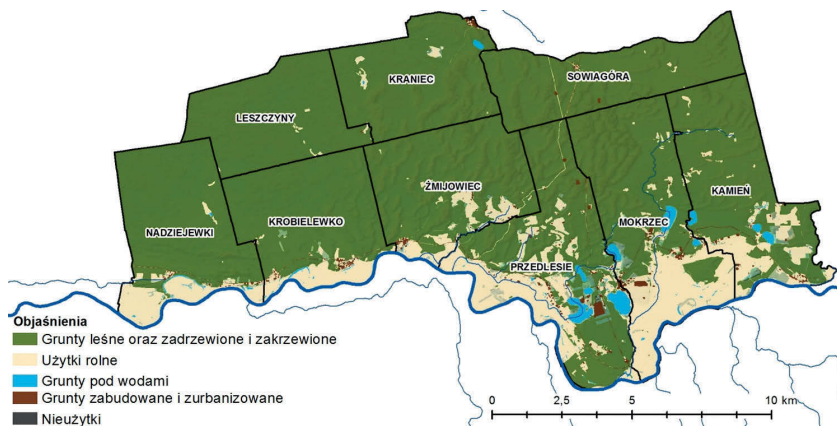 KRANIEC
SOWIAGÓRA
LESZCZYNY
ŻMIJOWIEC
KAMIEŃ
NADZIEJEWKI
KROBIELEWKO
MOKRZEC
PRZEDLESIE
Objaśnienia
Grunty leśne oraz zadrzewione i zakrzewione
Użytki rolne
Grunty pod wodami
Grunty zabudowane i zurbanizowane
Nieużytki
0 2,5 5 10 km